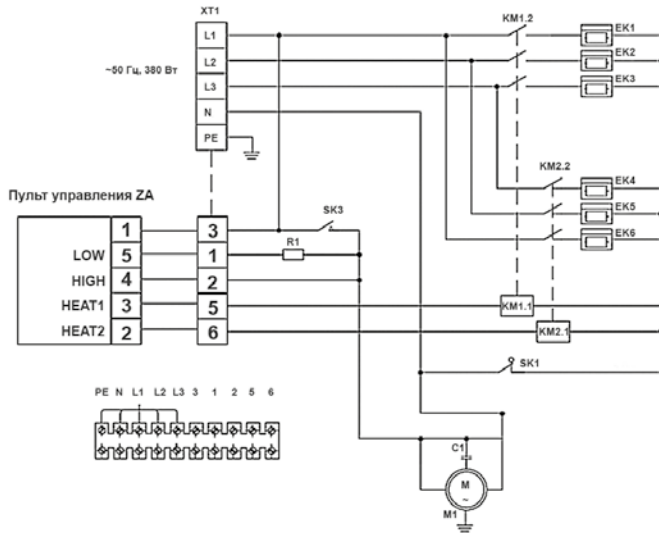 XT1
KM1.2
L1
EK1
L2
EK2
~50 Гц, 380 Вт
L3
EK3
N
PE
KM2.2
EK4
Пульт управления ZA
EK5
SK3
1
3
EK6
R1
LOW
5
1
HIGH
4
2
HEAT1
3
5
KM1.1
HEAT2
2
6
KM2.1
SK1
PE N L1 L2 L3 3 1 2 5 6
C1
M
~
M1